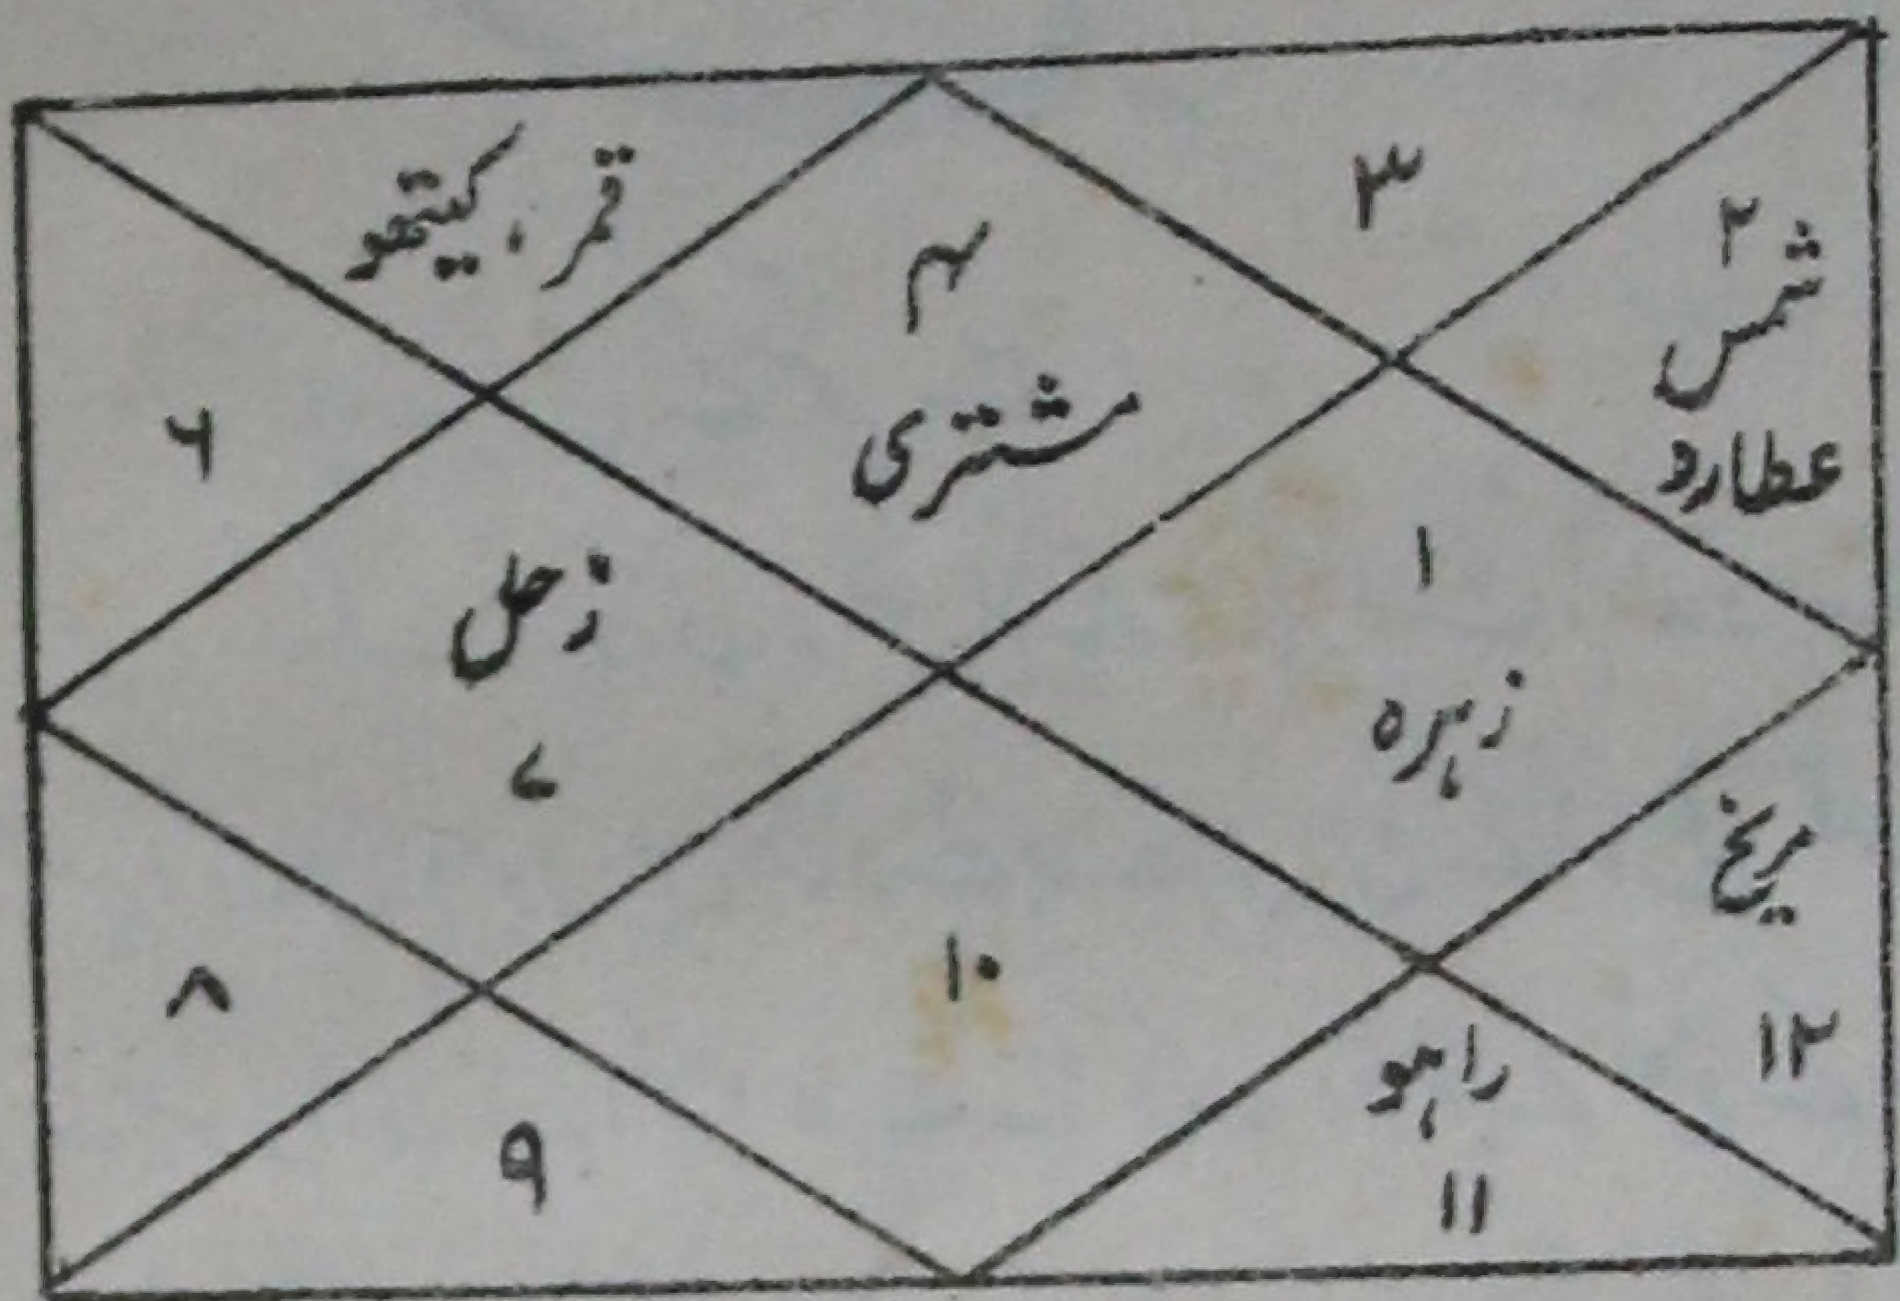 ۳
۲
شمس
عطارد
قمر، کیتھو
۴
مشتری
۶
زحل
۷
۱
زہرہ
مریخ
۱۲
۸
۱۰
راہو
۱۱
۹